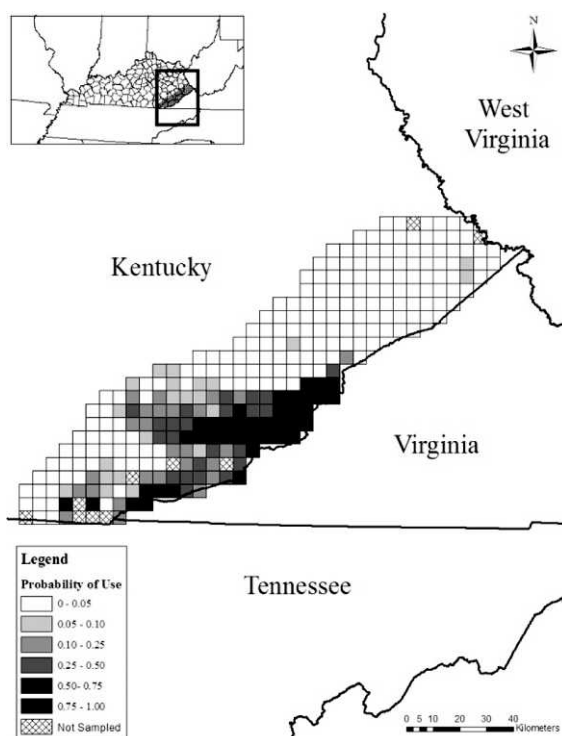 N
West
Virginia
Kentucky
Virginia
Tennessee
Legend
Probability of Use
0 - 0.05
0.05 - 0.10
0.10 - 0.25
0.25 - 0.50
0.50- 0.75
0.75 - 1.00
Not Sampled
0 5 10 20 30 40
Kilometers